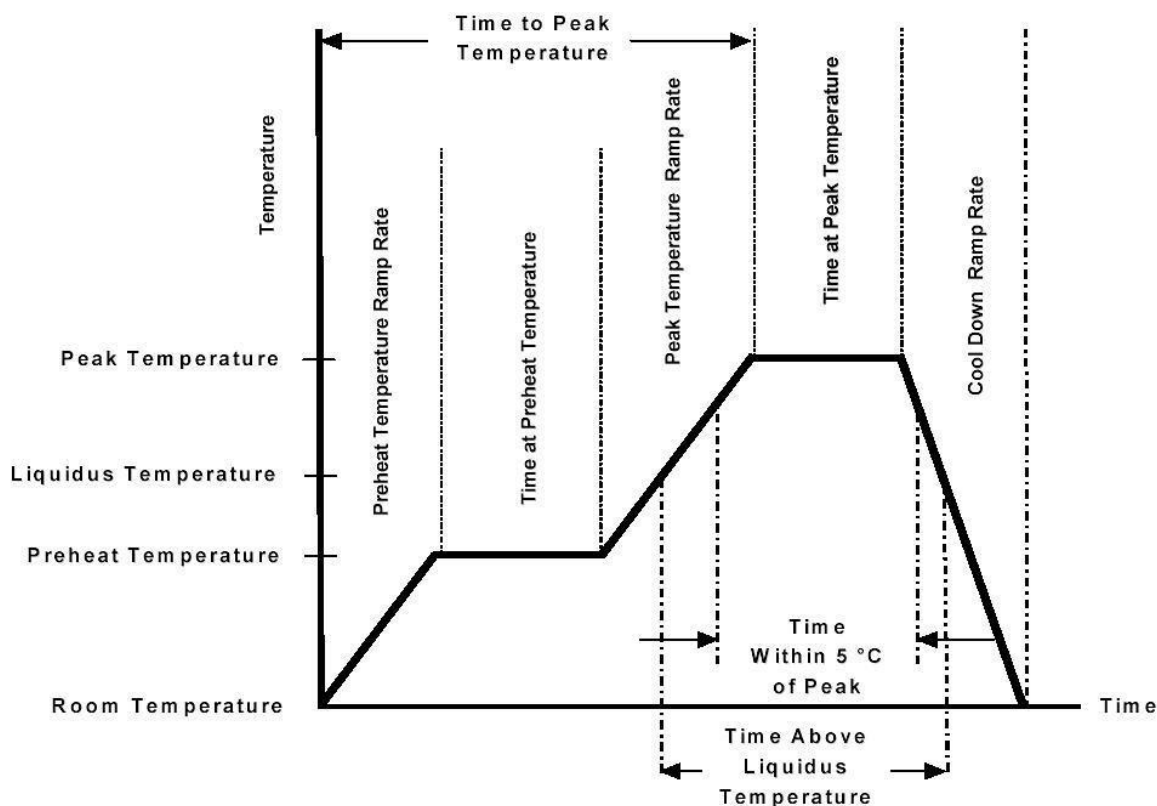 Time to Peak
Temperature
Temperature
Preheat Temperature Ramp Rate
Time at Preheat Temperature
Peak Temperature Ramp Rate
Time at Peak Temperature
Cool Down Ramp Rate
Peak Temperature
Liquidus Temperature
Preheat Temperature
Room Temperature
Time
Within 5 °C
of Peak
Time
Time Above
Liquidus
Temperature